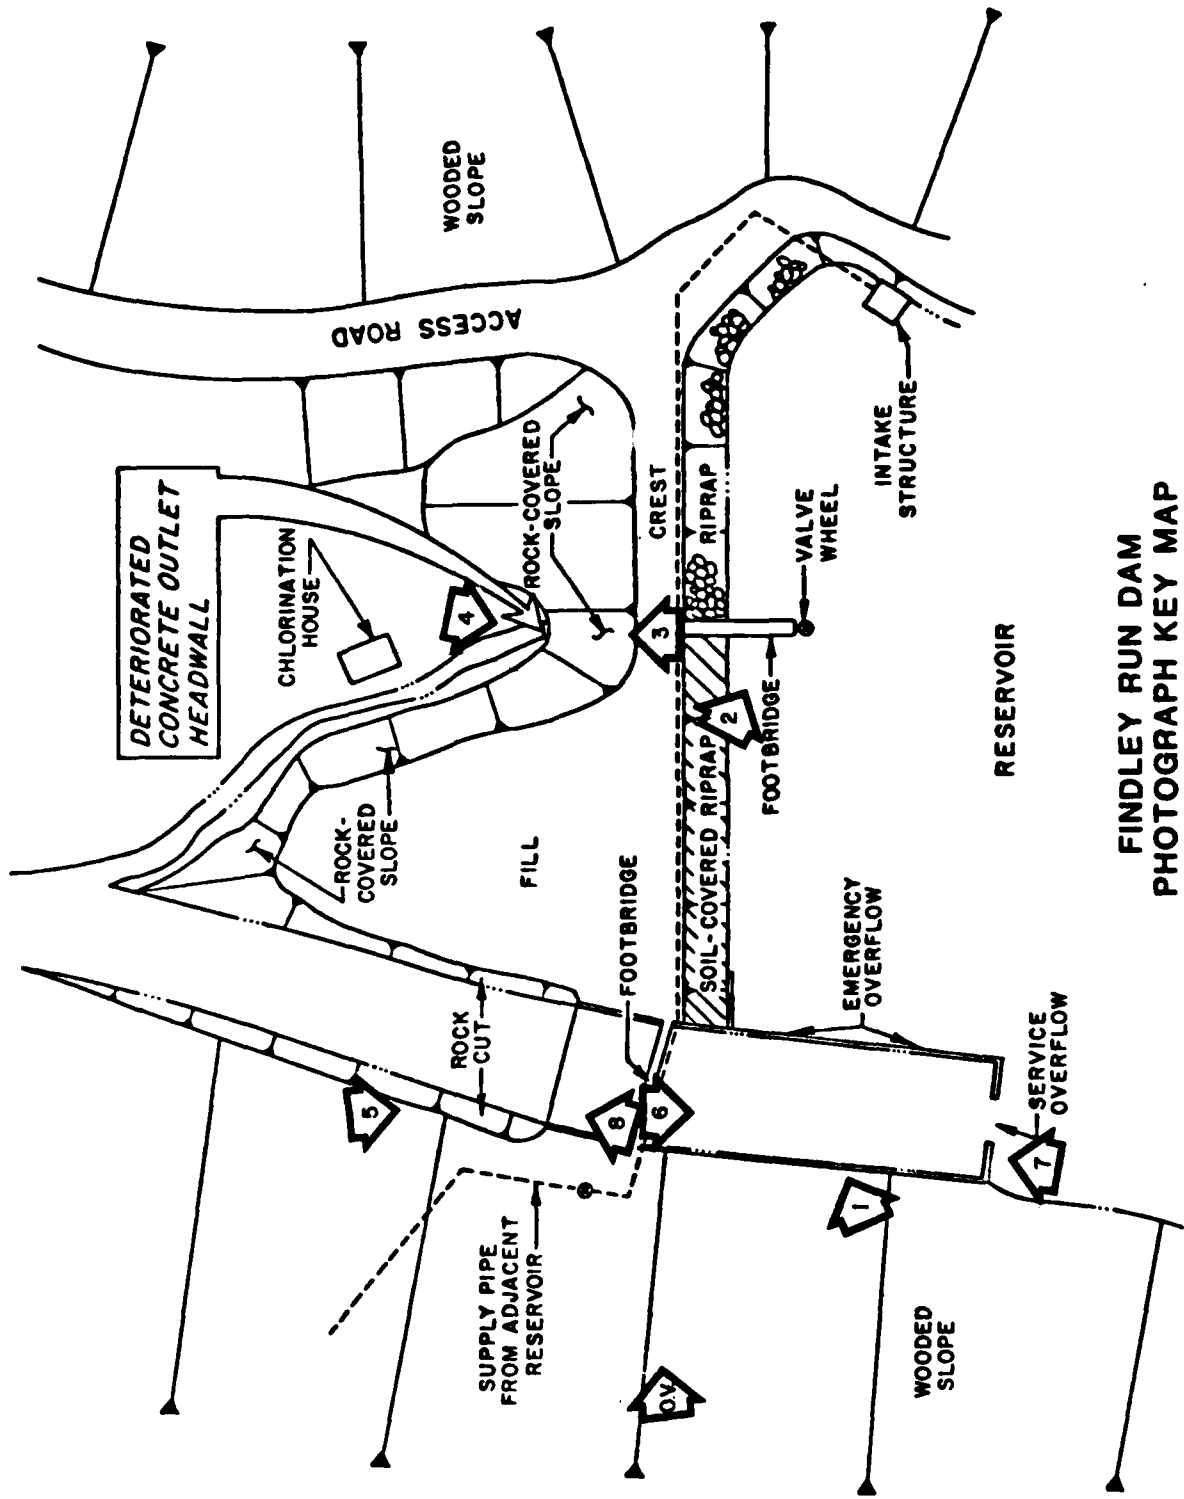 DETERIORATED
CONCRETE OUTLET
HEADWALL
SUPPLY PIPE
FROM ADJACENT
RESERVOIR
5
ROCK
CUT
ROCK-
COVERED
SLOPE
CHLORINATION
HOUSE
4
ACCESS ROAD
WOODED
SLOPE
FILL
ROCK-COVERED
SLOPE
O.V.
8
6
FOOTBRIDGE
3
CREST
SOIL-COVERED RIPRAP
2
RIPRAP
FOOTBRIDGE
VALVE
WHEEL
1
EMERGENCY
OVERFLOW
INTAKE
STRUCTURE
WOODED
SLOPE
7
SERVICE
OVERFLOW
RESERVOIR
FINDLEY RUN DAM
PHOTOGRAPH KEY MAP